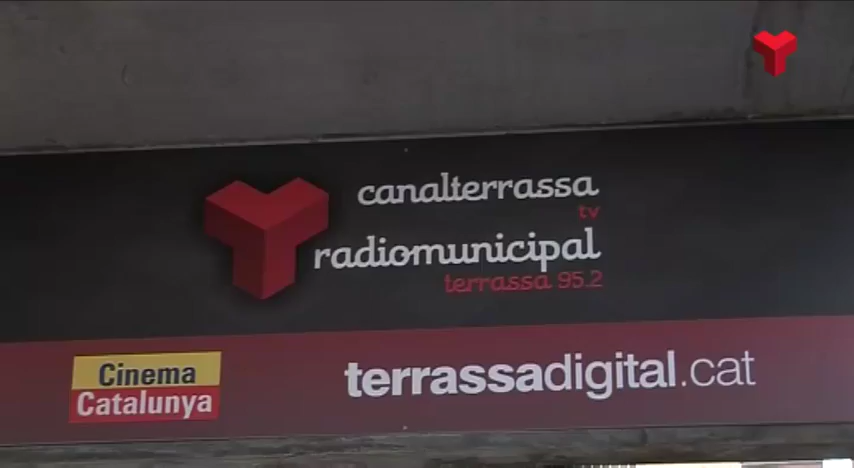 canalterrassa
tv
radiomunicipal
terrassa 95.2
Cinema
Catalunya
terrassadigital.cat